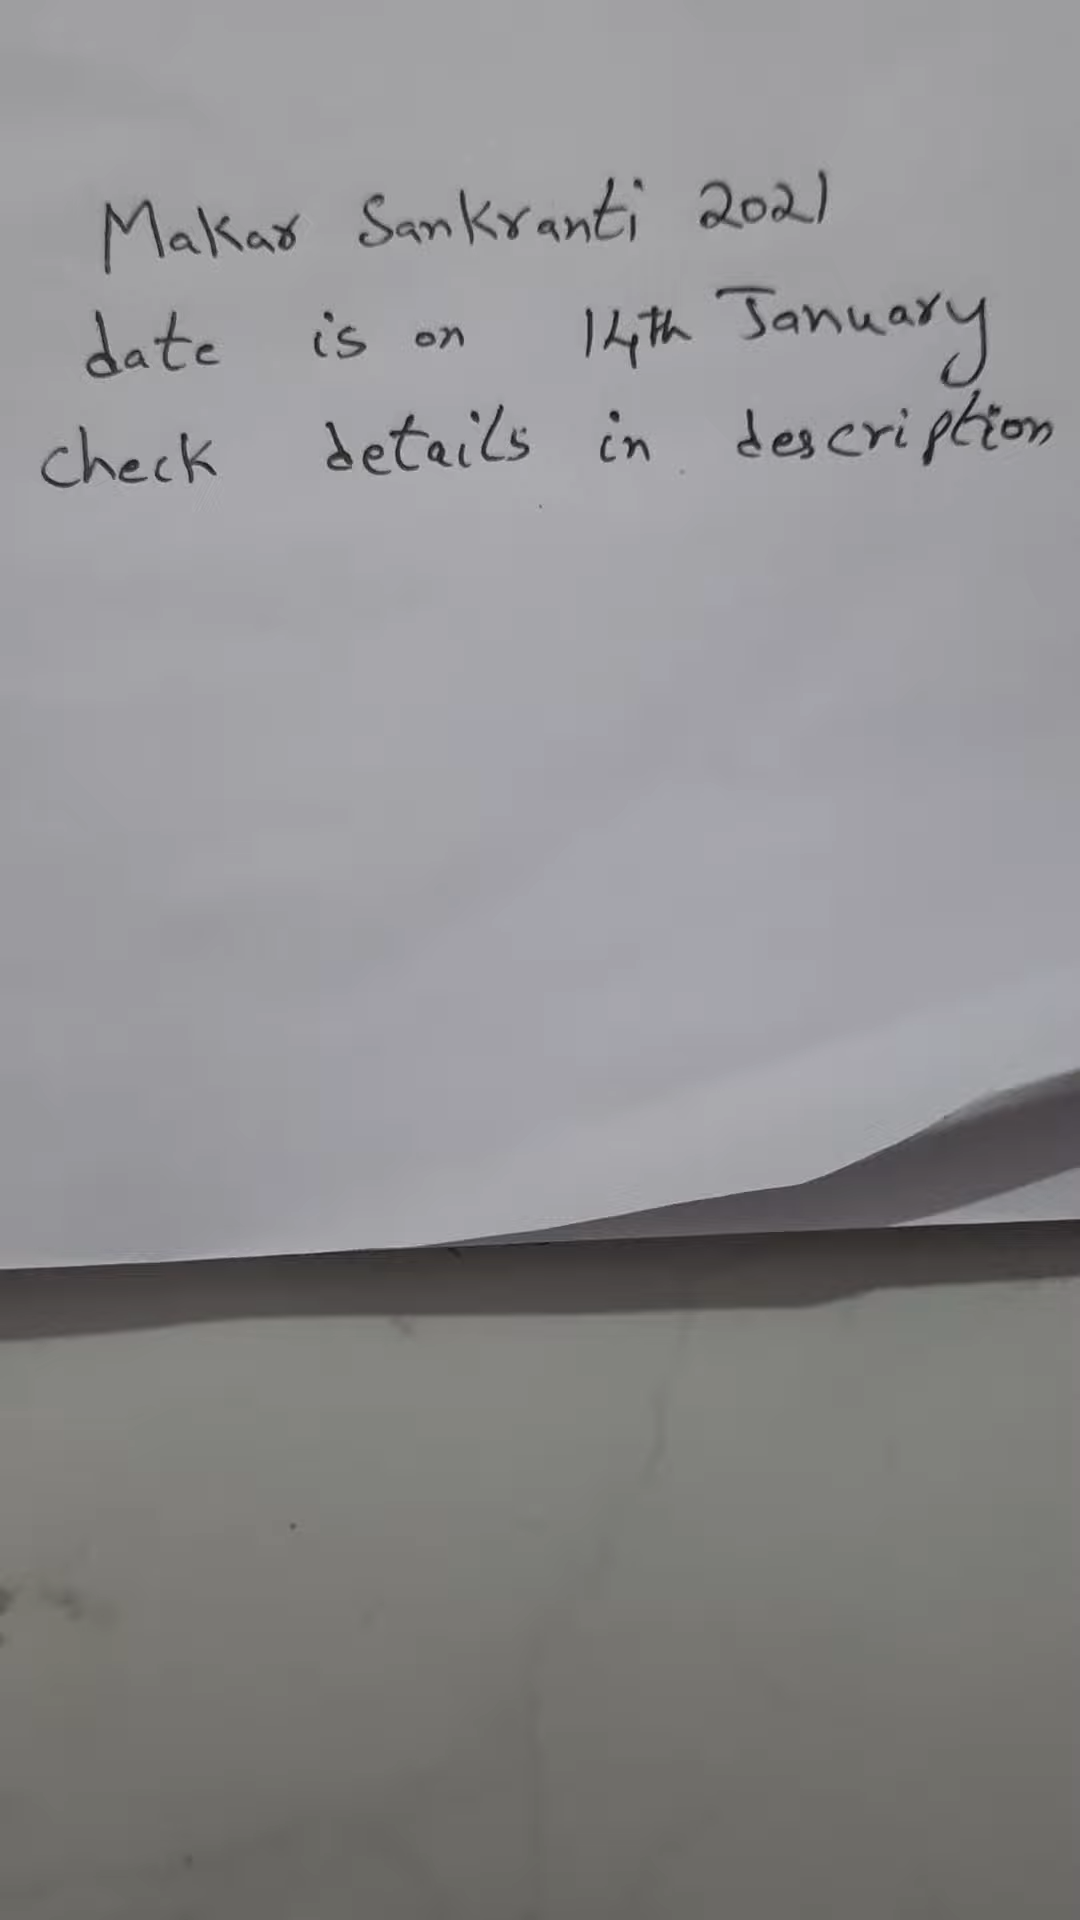 Makar Sankranti 2021
date is on 14th January
check details in description